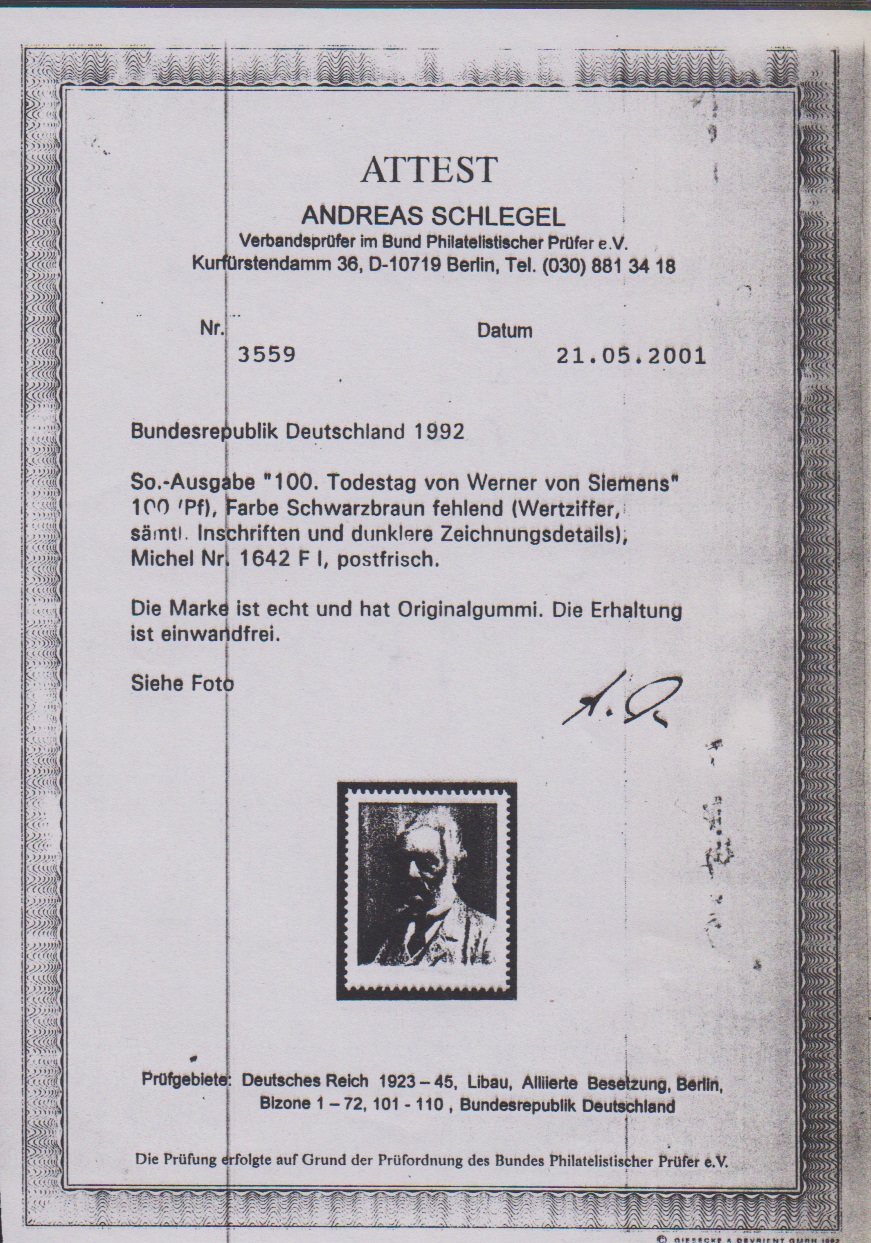 ATTEST
ANDREAS SCHLEGEL
Verbandsprüfer im Bund Philatelistischer Prüfer e.V.
Kurfürstendamm 36, D-10719 Berlin, Tel. (030) 881 34 18
Nr. Datum
3559 21.05.2001
Bundesrepublik Deutschland 1992
So.-Ausgabe "100. Todestag von Werner von Siemens"
100 (Pf), Farbe Schwarzbraun fehlend (Wertziffer,
sämtl. Inschriften und dunklere Zeichnungsdetails),
Michel Nr. 1642 F I, postfrisch.
Die Marke ist echt und hat Originalgummi. Die Erhaltung
ist einwandfrei.
Siehe Foto
Prüfgebiete: Deutsches Reich 1923 – 45, Libau, Alliierte Besetzung, Berlin,
Bizone 1 – 72, 101 - 110 , Bundesrepublik Deutschland
Die Prüfung erfolgte auf Grund der Prüfordnung des Bundes Philatelistischer Prüfer e.V.
© GIESECKE & DEVRIENT GMBH 1992